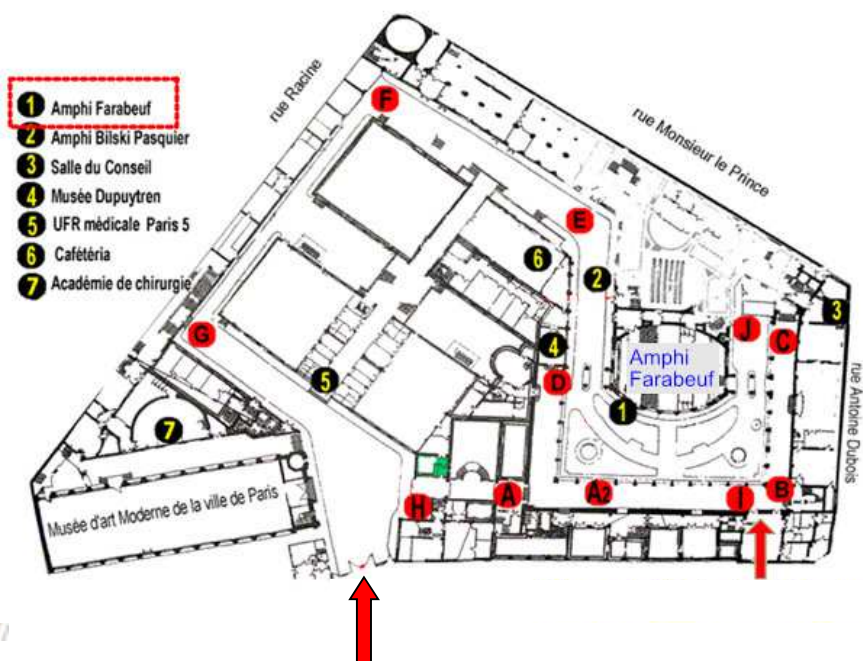 1 Amphi Farabeuf
2 Amphi Bilski Pasquier
3 Salle du Conseil
4 Musée Dupuytren
5 UFR médicale Paris 5
6 Cafétéria
7 Académie de chirurgie
rue Racine
rue Monsieur le Prince
rue Antoine Dubois
F
E
6
2
3
G
J
C
4
Amphi
Farabeuf
D
5
1
7
Musée d'art Moderne de la ville de Paris
H
A
A2
I
B